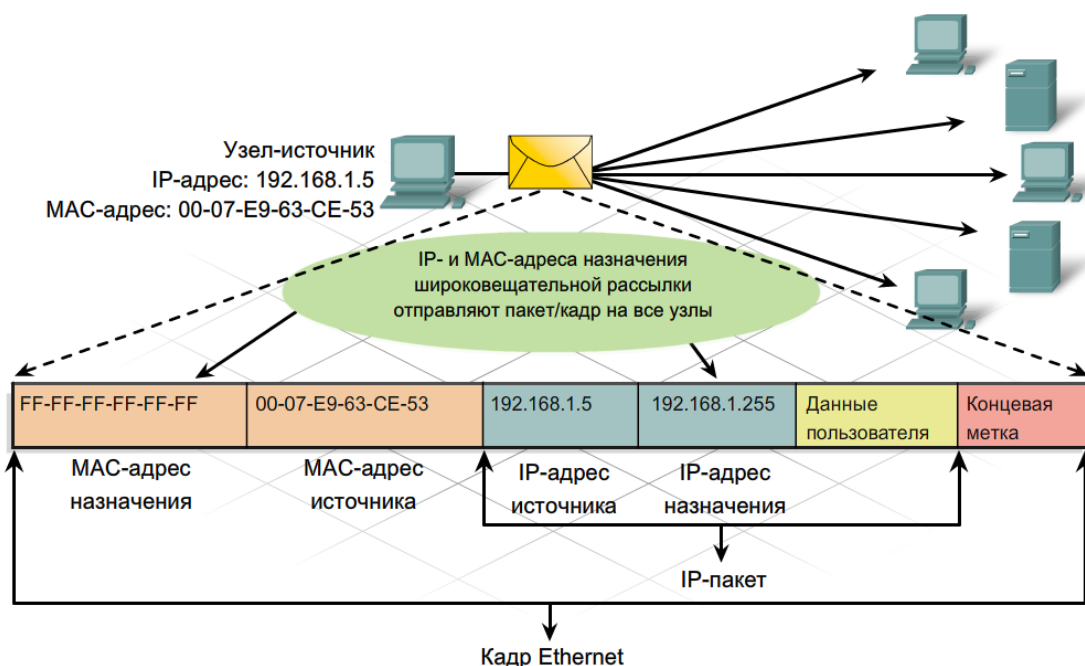 Узел-источник
IP-адрес: 192.168.1.5
MAC-адрес: 00-07-E9-63-CE-53
IP- и MAC-адреса назначения
широковещательной рассылки
отправляют пакет/кадр на все узлы
FF-FF-FF-FF-FF-FF
00-07-E9-63-CE-53
192.168.1.5
192.168.1.255
Данные
пользователя
Концевая
метка
MAC-адрес
назначения
MAC-адрес
источника
IP-адрес
источника
IP-адрес
назначения
IP-пакет
Кадр Ethernet